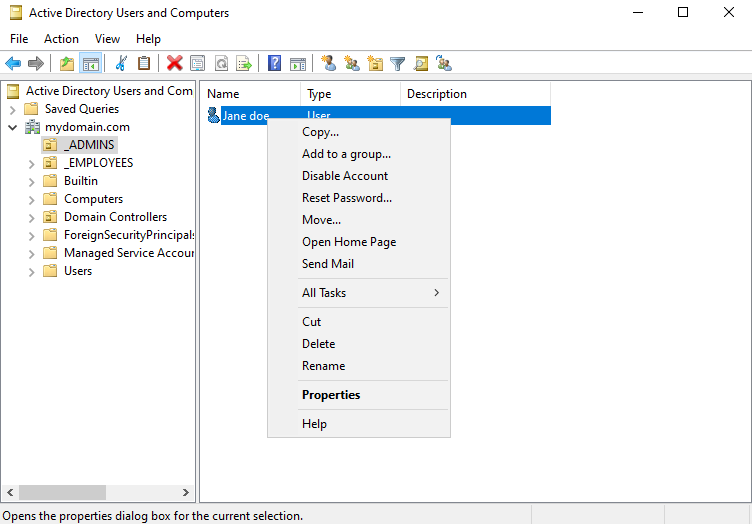 Active Directory Users and Computers
File Action View Help
Active Directory Users and Com
Saved Queries
mydomain.com
_ADMINS
_EMPLOYEES
Builtin
Computers
Domain Controllers
ForeignSecurityPrincipals
Managed Service Accoun
Users
Name Type Description
Jane doe User
Copy...
Add to a group...
Disable Account
Reset Password...
Move...
Open Home Page
Send Mail
All Tasks
Cut
Delete
Rename
Properties
Help
Opens the properties dialog box for the current selection.